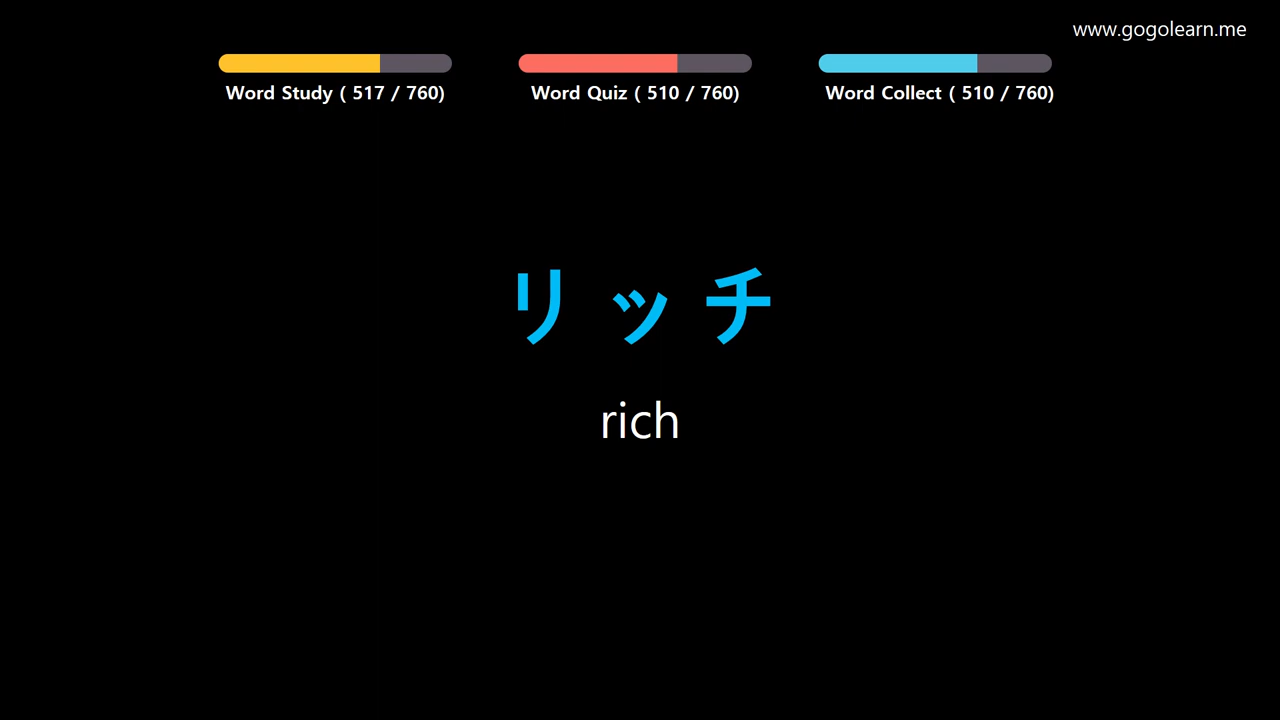 www.gogolearn.me
Word Study ( 517 / 760)
Word Quiz ( 510 / 760)
Word Collect ( 510 / 760)
リッチ
rich